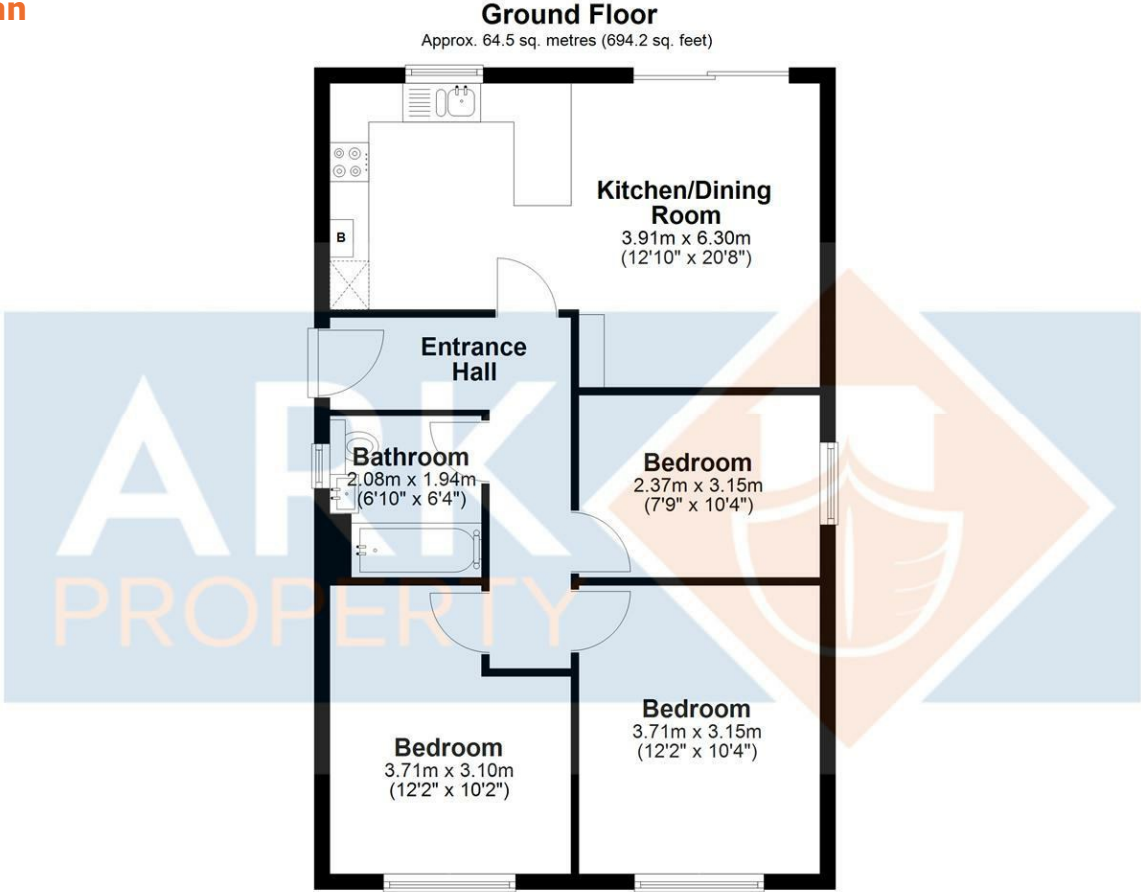 Ground Floor
Approx. 64.5 sq. metres (694.2 sq. feet)
Kitchen/Dining
Room
3.91m x 6.30m
(12'10" x 20'8")
B
Entrance
Hall
Bathroom
2.08m x 1.94m
(6'10" x 6'4")
Bedroom
2.37m x 3.15m
(7'9" x 10'4")
Bedroom
3.71m x 3.15m
(12'2" x 10'4")
Bedroom
3.71m x 3.10m
(12'2" x 10'2")
ARK
PROPERTY